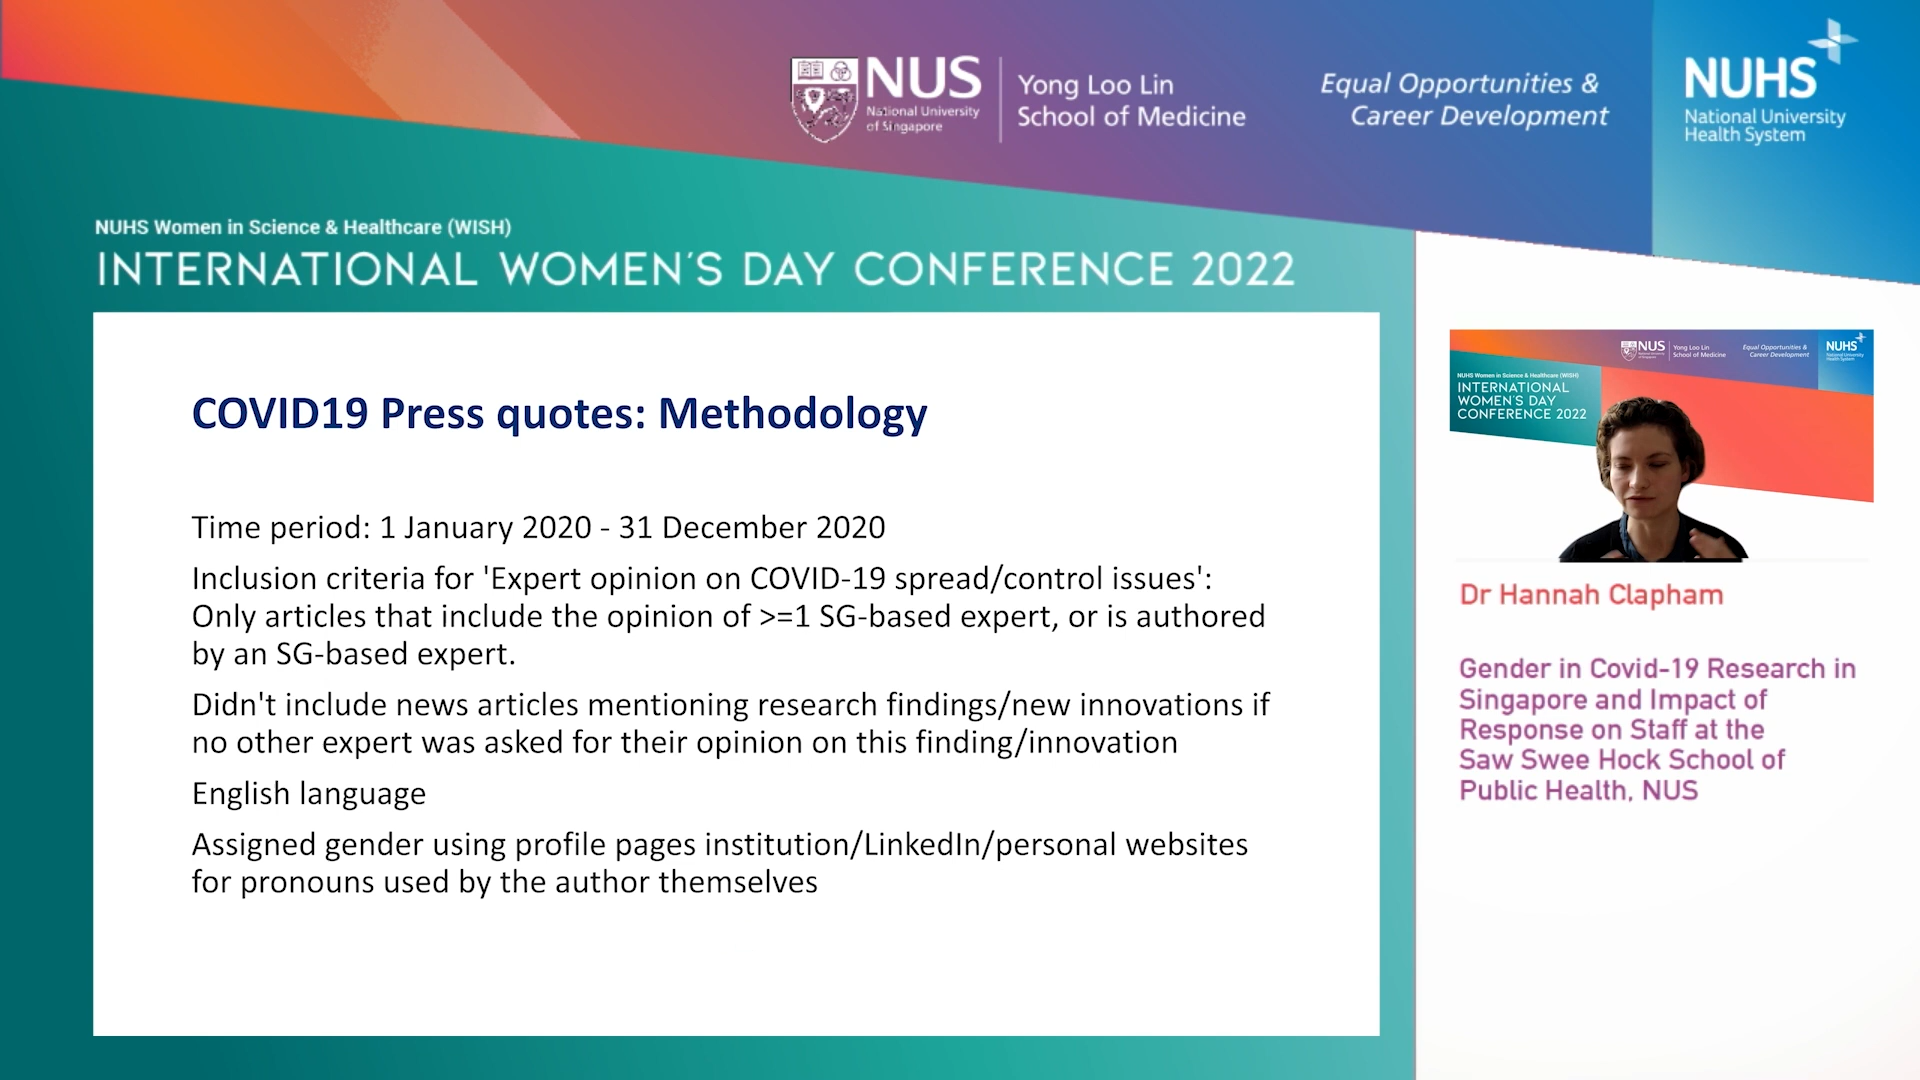 NUS
National University
of Singapore
Yong Loo Lin
School of Medicine
Equal Opportunities &
Career Development
NUHS
National University
Health System
NUHS Women in Science & Healthcare (WISH)
INTERNATIONAL WOMEN'S DAY CONFERENCE 2022
COVID19 Press quotes: Methodology
Time period: 1 January 2020 - 31 December 2020
Inclusion criteria for 'Expert opinion on COVID-19 spread/control issues':
Only articles that include the opinion of >=1 SG-based expert, or is authored
by an SG-based expert.
Didn't include news articles mentioning research findings/new innovations if
no other expert was asked for their opinion on this finding/innovation
English language
Assigned gender using profile pages institution/LinkedIn/personal websites
for pronouns used by the author themselves
NUS
Yong Loo Lin
School of Medicine
Equal Opportunities &
Career Development
NUHS
National University
Health System
NUHS Women in Science & Healthcare (WISH)
INTERNATIONAL
WOMEN'S DAY
CONFERENCE 2022
Dr Hannah Clapham
Gender in Covid-19 Research in
Singapore and Impact of
Response on Staff at the
Saw Swee Hock School of
Public Health, NUS